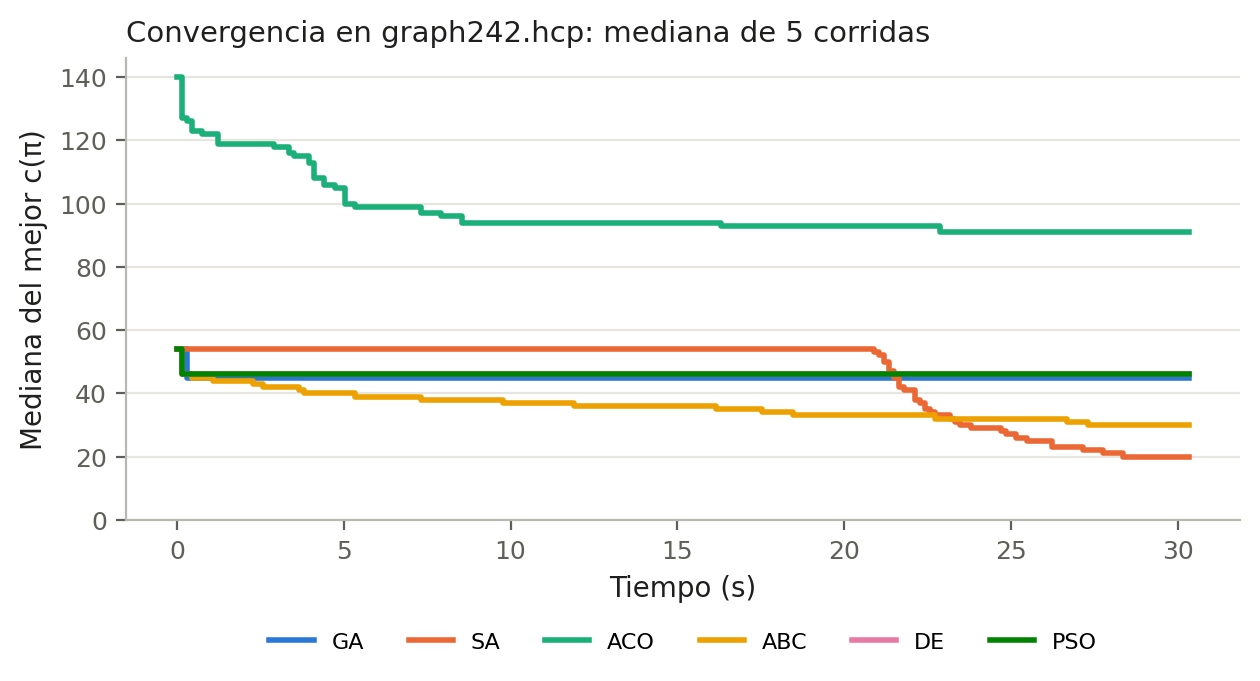 Convergencia en graph242.hcp: mediana de 5 corridas
Mediana del mejor c(π)
140
120
100
80
60
40
20
0
0 5 10 15 20 25 30
Tiempo (s)
GA SA ACO ABC DE PSO